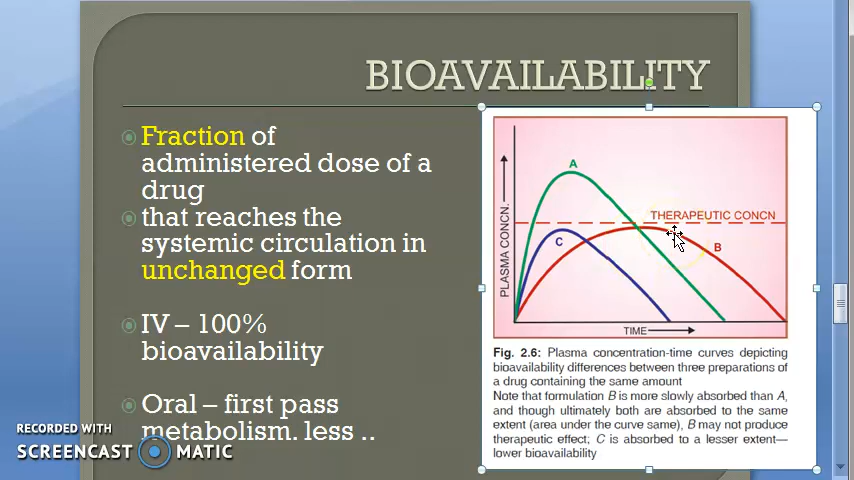 BIOAVAILABILITY
Fraction of
administered dose of a
drug
that reaches the
systemic circulation in
unchanged form
IV – 100%
bioavailability
Oral – first pass
metabolism. less ..
A
THERAPEUTIC CONCN
C
B
PLASMA CONCN.
TIME
Fig. 2.6: Plasma concentration-time curves depicting
bioavailability differences between three preparations of
a drug containing the same amount
Note that formulation B is more slowly absorbed than A,
and though ultimately both are absorbed to the same
extent (area under the curve same), B may not produce
therapeutic effect; C is absorbed to a lesser extent—
lower bioavailability
RECORDED WITH
SCREENCAST MATIC